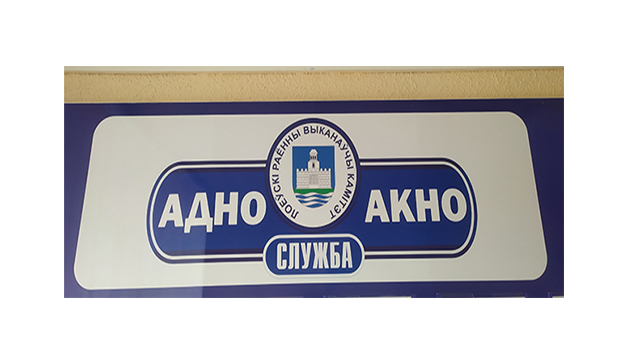 ЛОЕЎСКІ РАЁННЫ ВЫКАНАЎЧЫ КАМІТЭТ
АДНО АКНО
СЛУЖБА